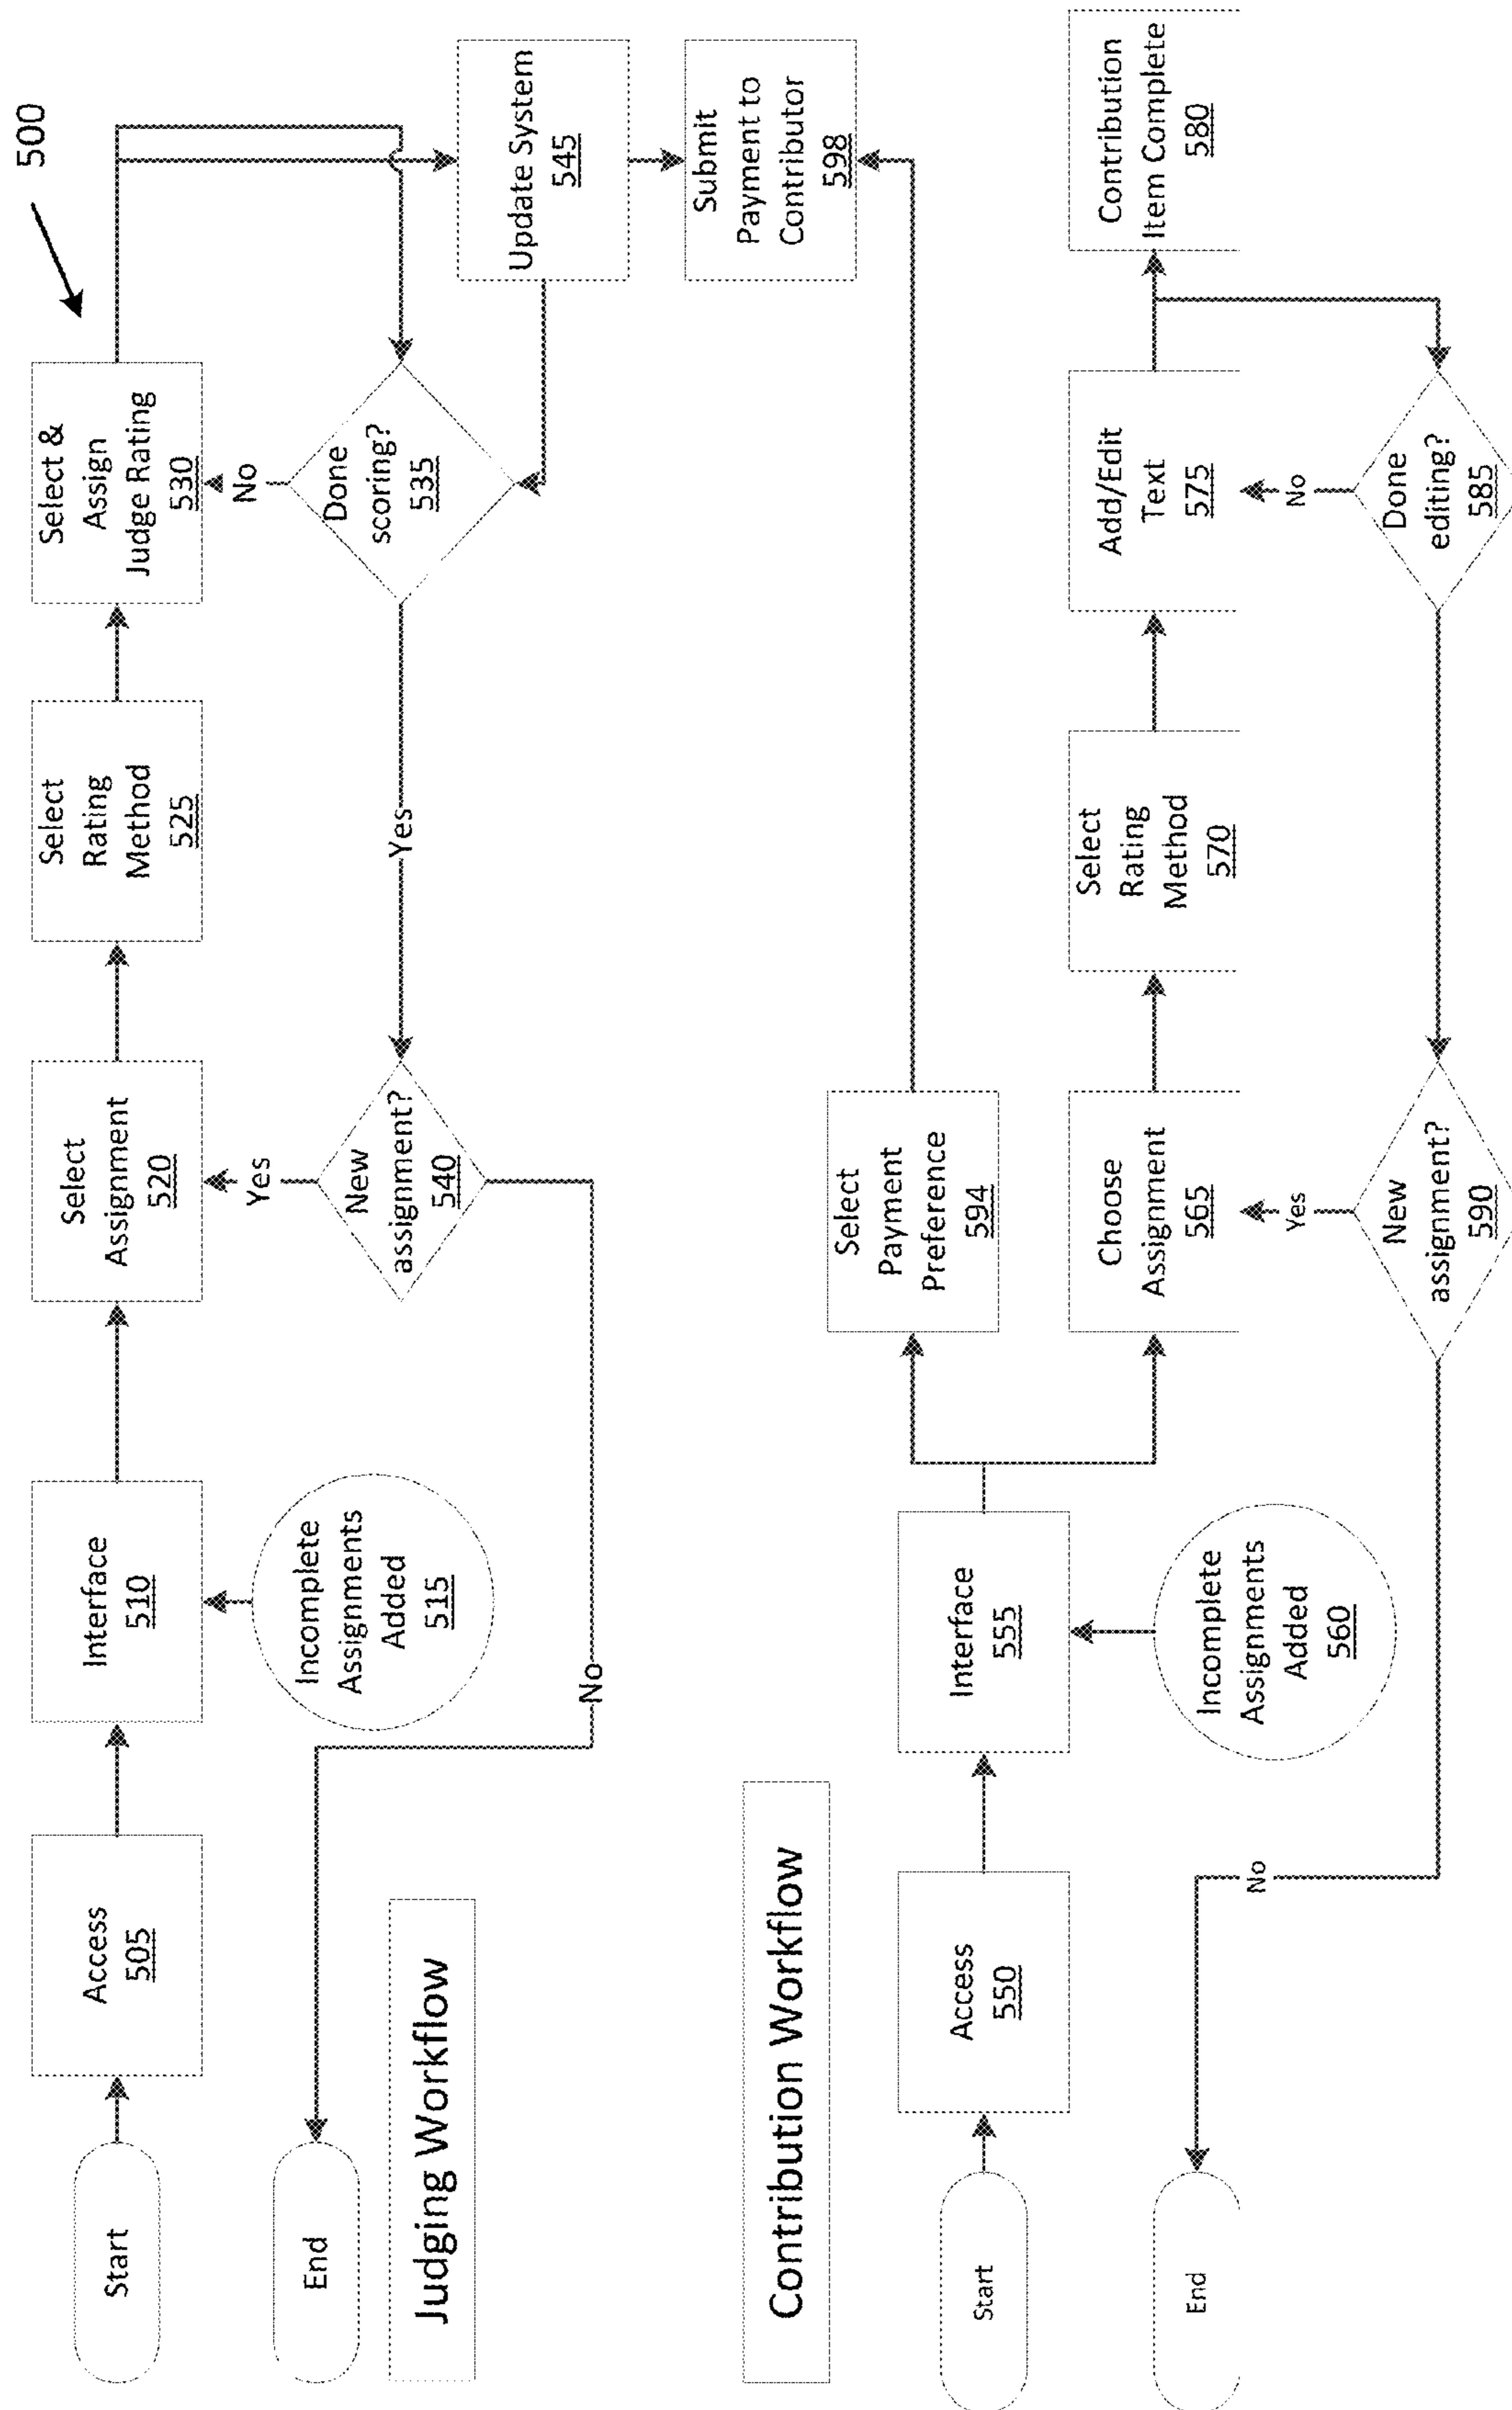 500
Start
Access
505
Interface
510
Incomplete
Assignments
Added
515
Select
Assignment
520
Select
Rating
Method
525
Select &
Assign
Judge Rating
530
No
Done
scoring?
535
Yes
Yes
New
assignment?
540
No
End
Judging Workflow
Update System
545
Submit
Payment to
Contributor
598
Contribution Workflow
Start
Access
550
Interface
555
Incomplete
Assignments
Added
560
Select
Payment
Preference
594
Choose
Assignment
565
Select
Rating
Method
570
Add/Edit
Text
575
Contribution
Item Complete
580
No
Done
editing?
585
Yes
New
assignment?
590
No
End